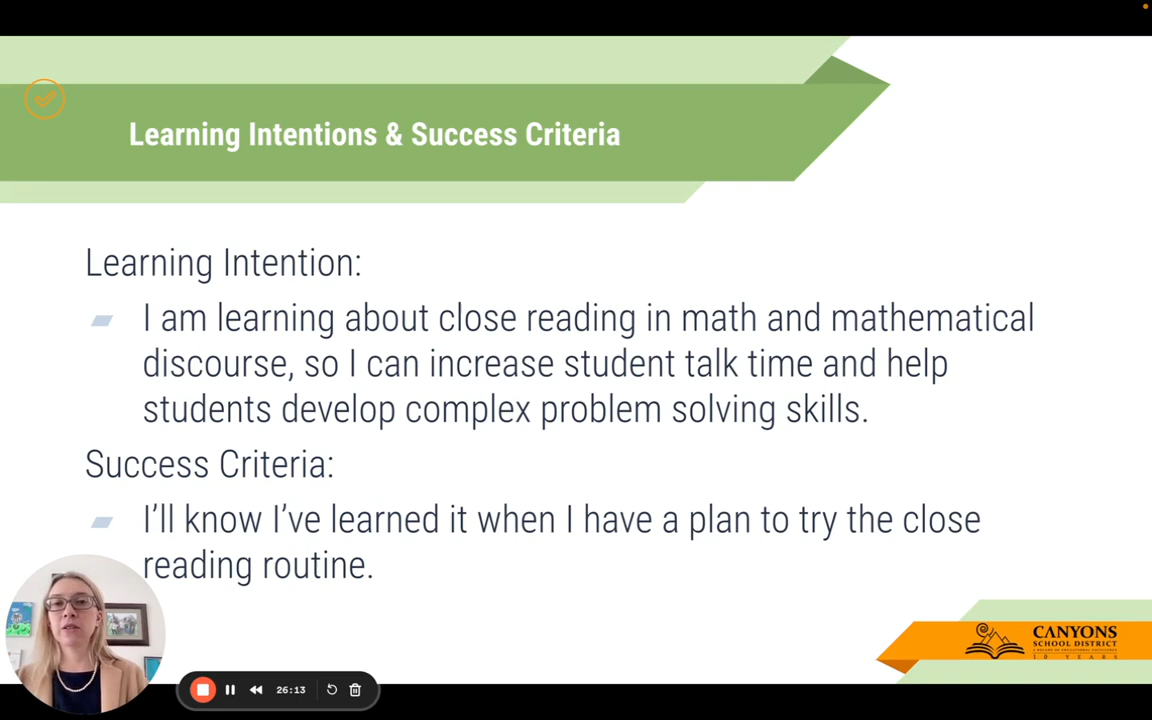 Learning Intentions & Success Criteria
Learning Intention:
I am learning about close reading in math and mathematical
discourse, so I can increase student talk time and help
students develop complex problem solving skills.
Success Criteria:
I'll know I've learned it when I have a plan to try the close
reading routine.
CANYONS
SCHOOL DISTRICT
10 YEARS
26:13